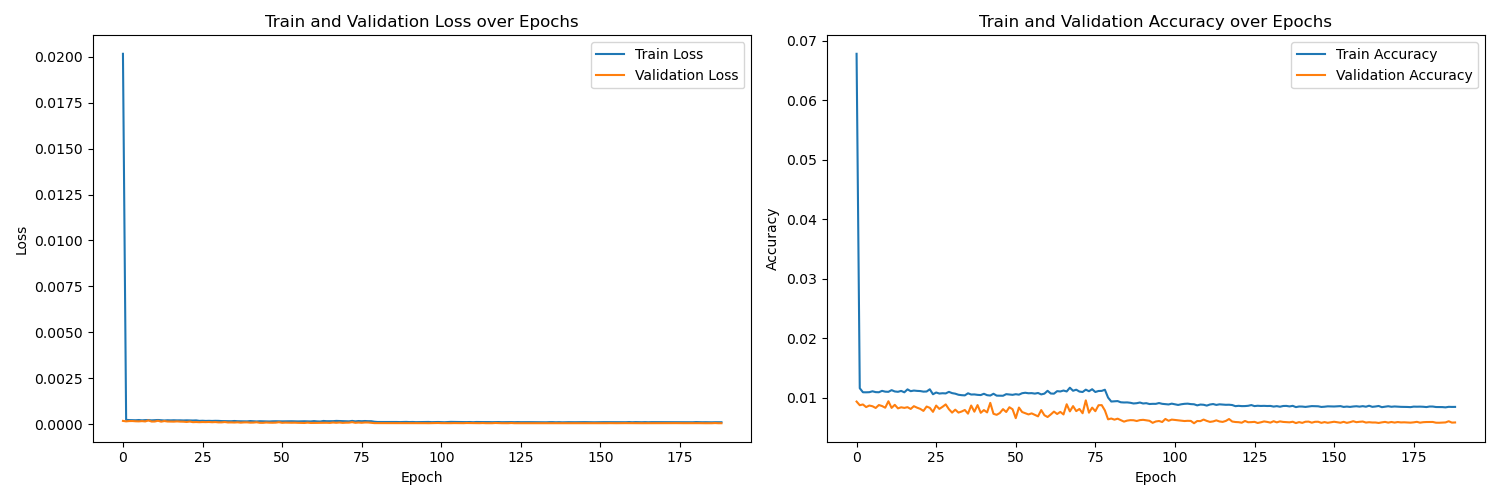 Train and Validation Loss over Epochs
Train Loss
Validation Loss
0.0200
0.0175
0.0150
0.0125
0.0100
0.0075
0.0050
0.0025
0.0000
Loss
0 25 50 75 100 125 150 175
Epoch
Train and Validation Accuracy over Epochs
Train Accuracy
Validation Accuracy
0.07
0.06
0.05
0.04
0.03
0.02
0.01
Accuracy
0 25 50 75 100 125 150 175
Epoch